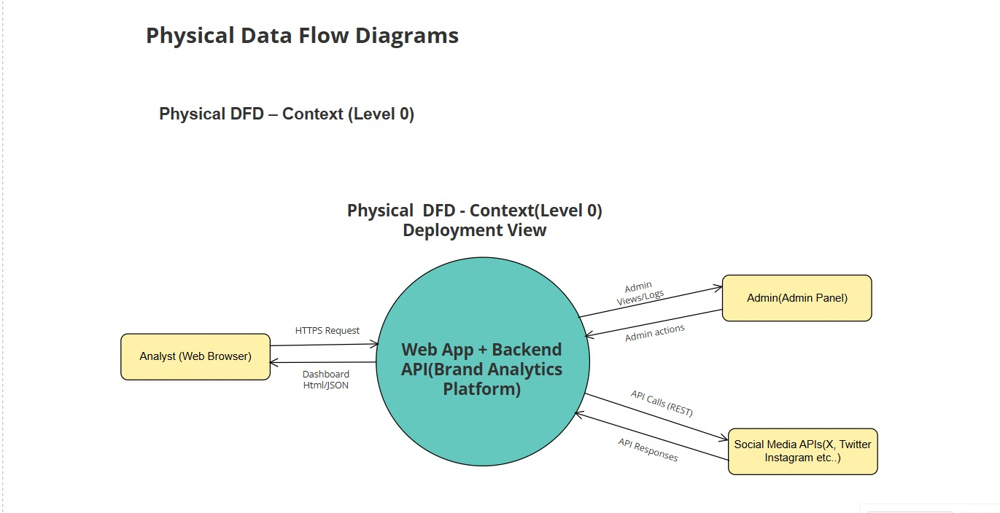 Physical Data Flow Diagrams
Physical DFD – Context (Level 0)
Physical  DFD - Context(Level 0)
Deployment View
Admin
Views/Logs
Admin(Admin Panel)
Admin actions
HTTPS Request
Analyst (Web Browser)
Dashboard
Html/JSON
Web App + Backend
API(Brand Analytics
Platform)
API Calls (REST)
API Responses
Social Media APIs(X, Twitter
Instagram etc..)